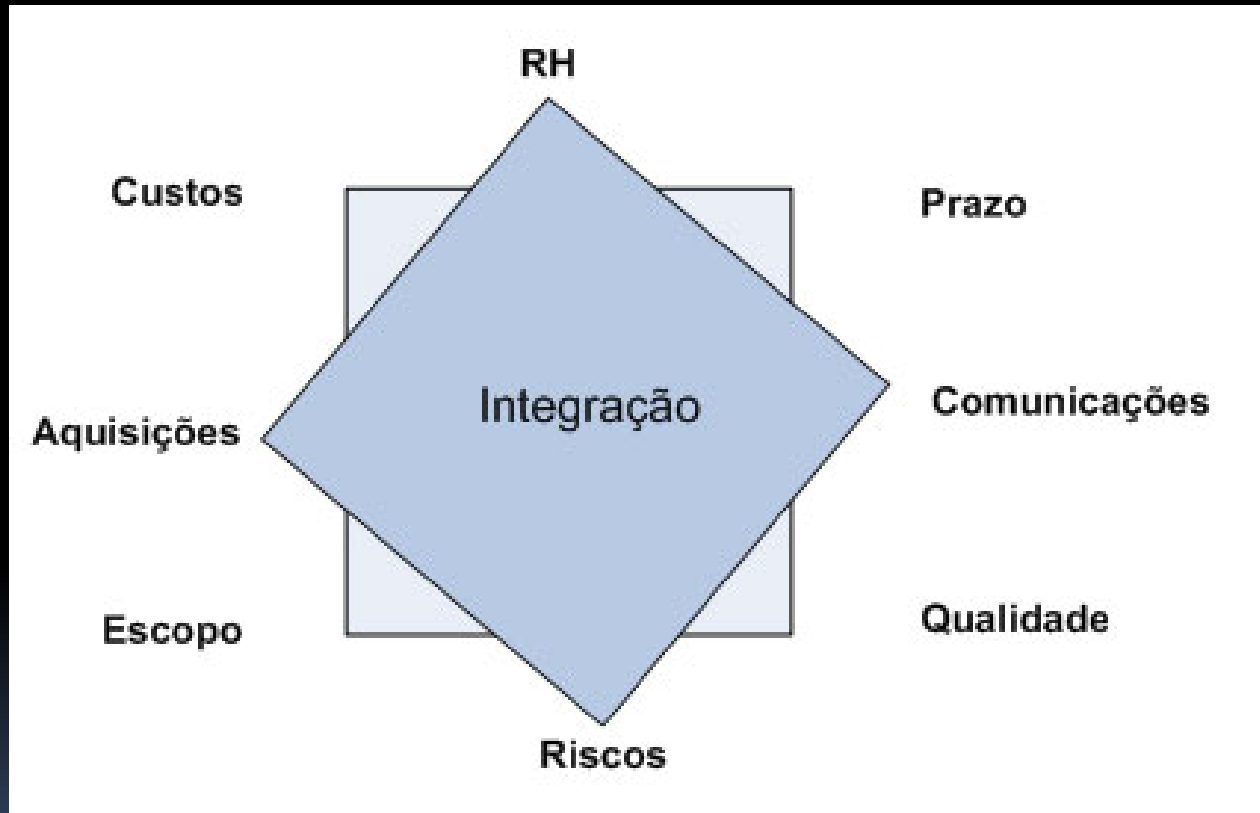 RH
Custos
Prazo
Integração
Comunicações
Aquisições
Escopo
Qualidade
Riscos